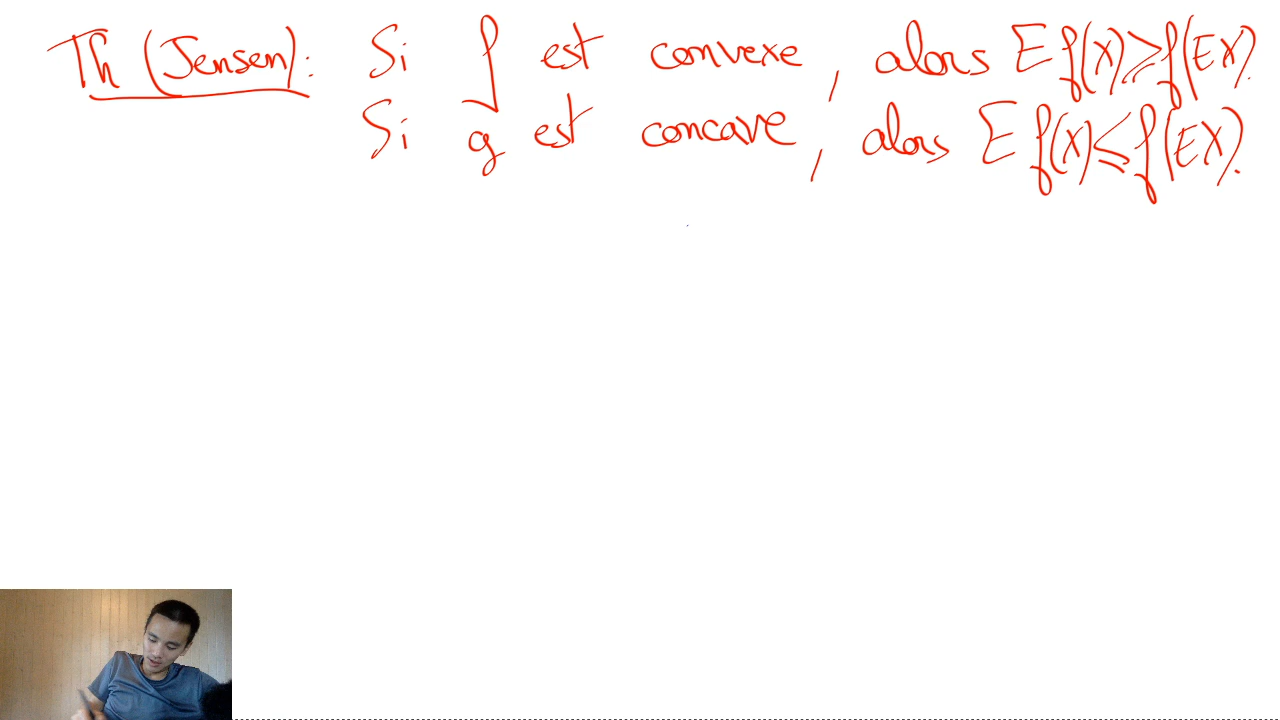 Th (Jensen): Si f est convexe, alors E f(X) ≥ f(EX).
Si g est concave, alors E f(X) ≤ f(EX).